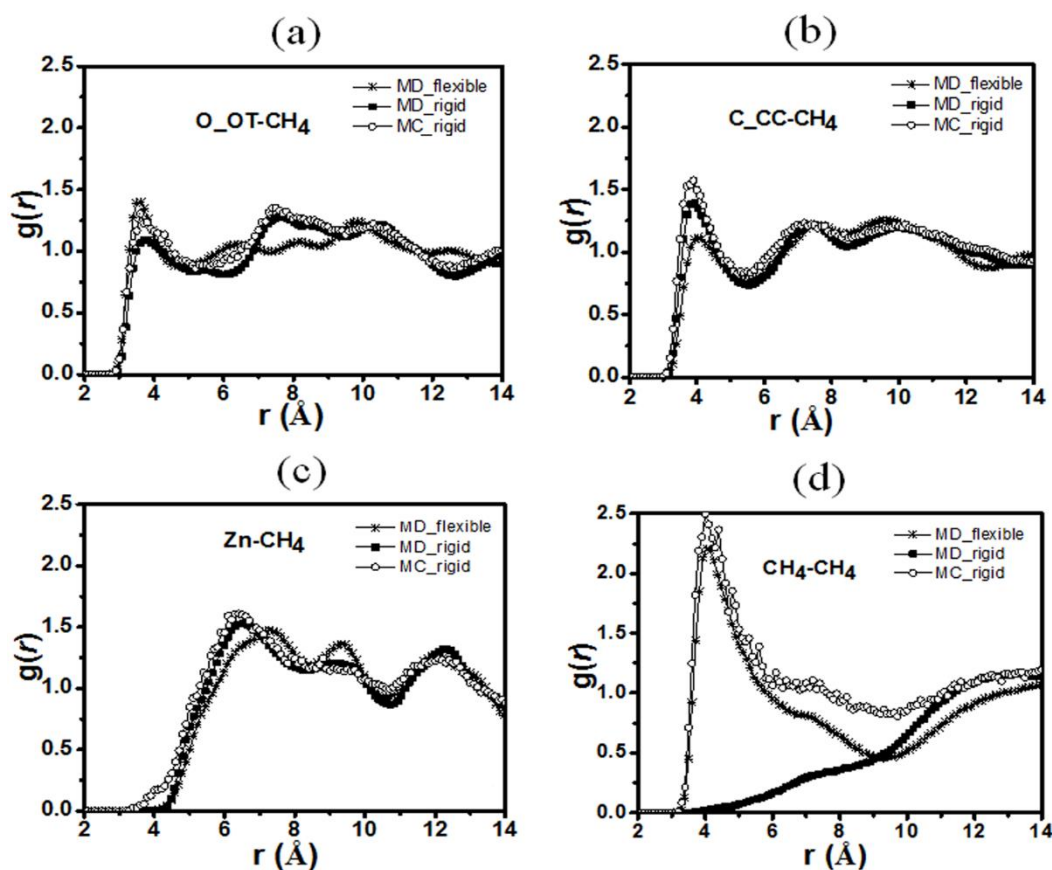 (a)
2.5
2.0
1.5
1.0
0.5
0.0
g(r)
O_OT-CH4
MD_flexible
MD_rigid
MC_rigid
2 4 6 8 10 12 14
r (Å)
(b)
2.5
2.0
1.5
1.0
0.5
0.0
g(r)
C_CC-CH4
MD_flexible
MD_rigid
MC_rigid
2 4 6 8 10 12 14
r (Å)
(c)
2.5
2.0
1.5
1.0
0.5
0.0
g(r)
Zn-CH4
MD_flexible
MD_rigid
MC_rigid
2 4 6 8 10 12 14
r (Å)
(d)
2.5
2.0
1.5
1.0
0.5
0.0
g(r)
CH4-CH4
MD_flexible
MD_rigid
MC_rigid
2 4 6 8 10 12 14
r (Å)